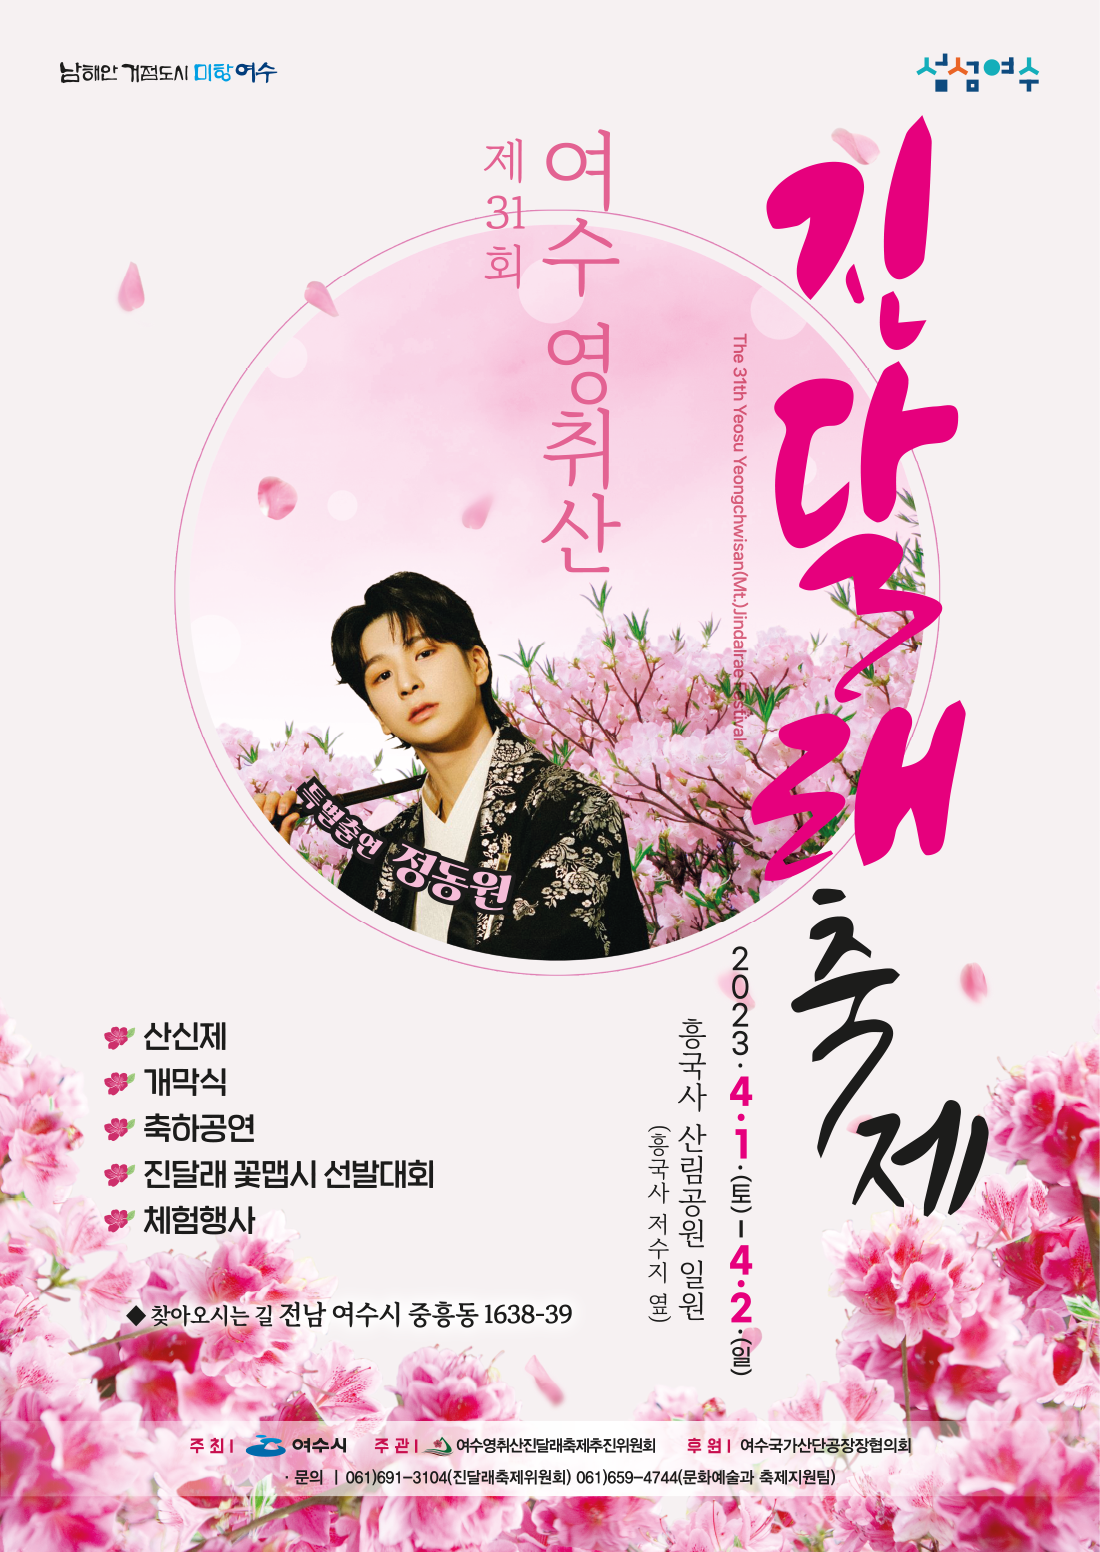 남해안 거점도시 미항여수
섬섬여수
제31회
여수 영취산
진달래
축제
The 31th Yeosu Yeongchwisan(Mt.)Jindalrae Festival
특별출연 정동원
2023·4·1·(토)–4·2·(일)
흥국사 산림공원 일원
(흥국사 저수지 옆)
산신제
개막식
축하공연
진달래 꽃맵시 선발대회
체험행사
◆ 찾아오시는 길 전남 여수시 중흥동 1638-39
주최| 여수시 주관| 여수영취산진달래축제추진위원회 후원| 여수국가산단공장장협의회
· 문의 | 061)691-3104(진달래축제위원회) 061)659-4744(문화예술과 축제지원팀)